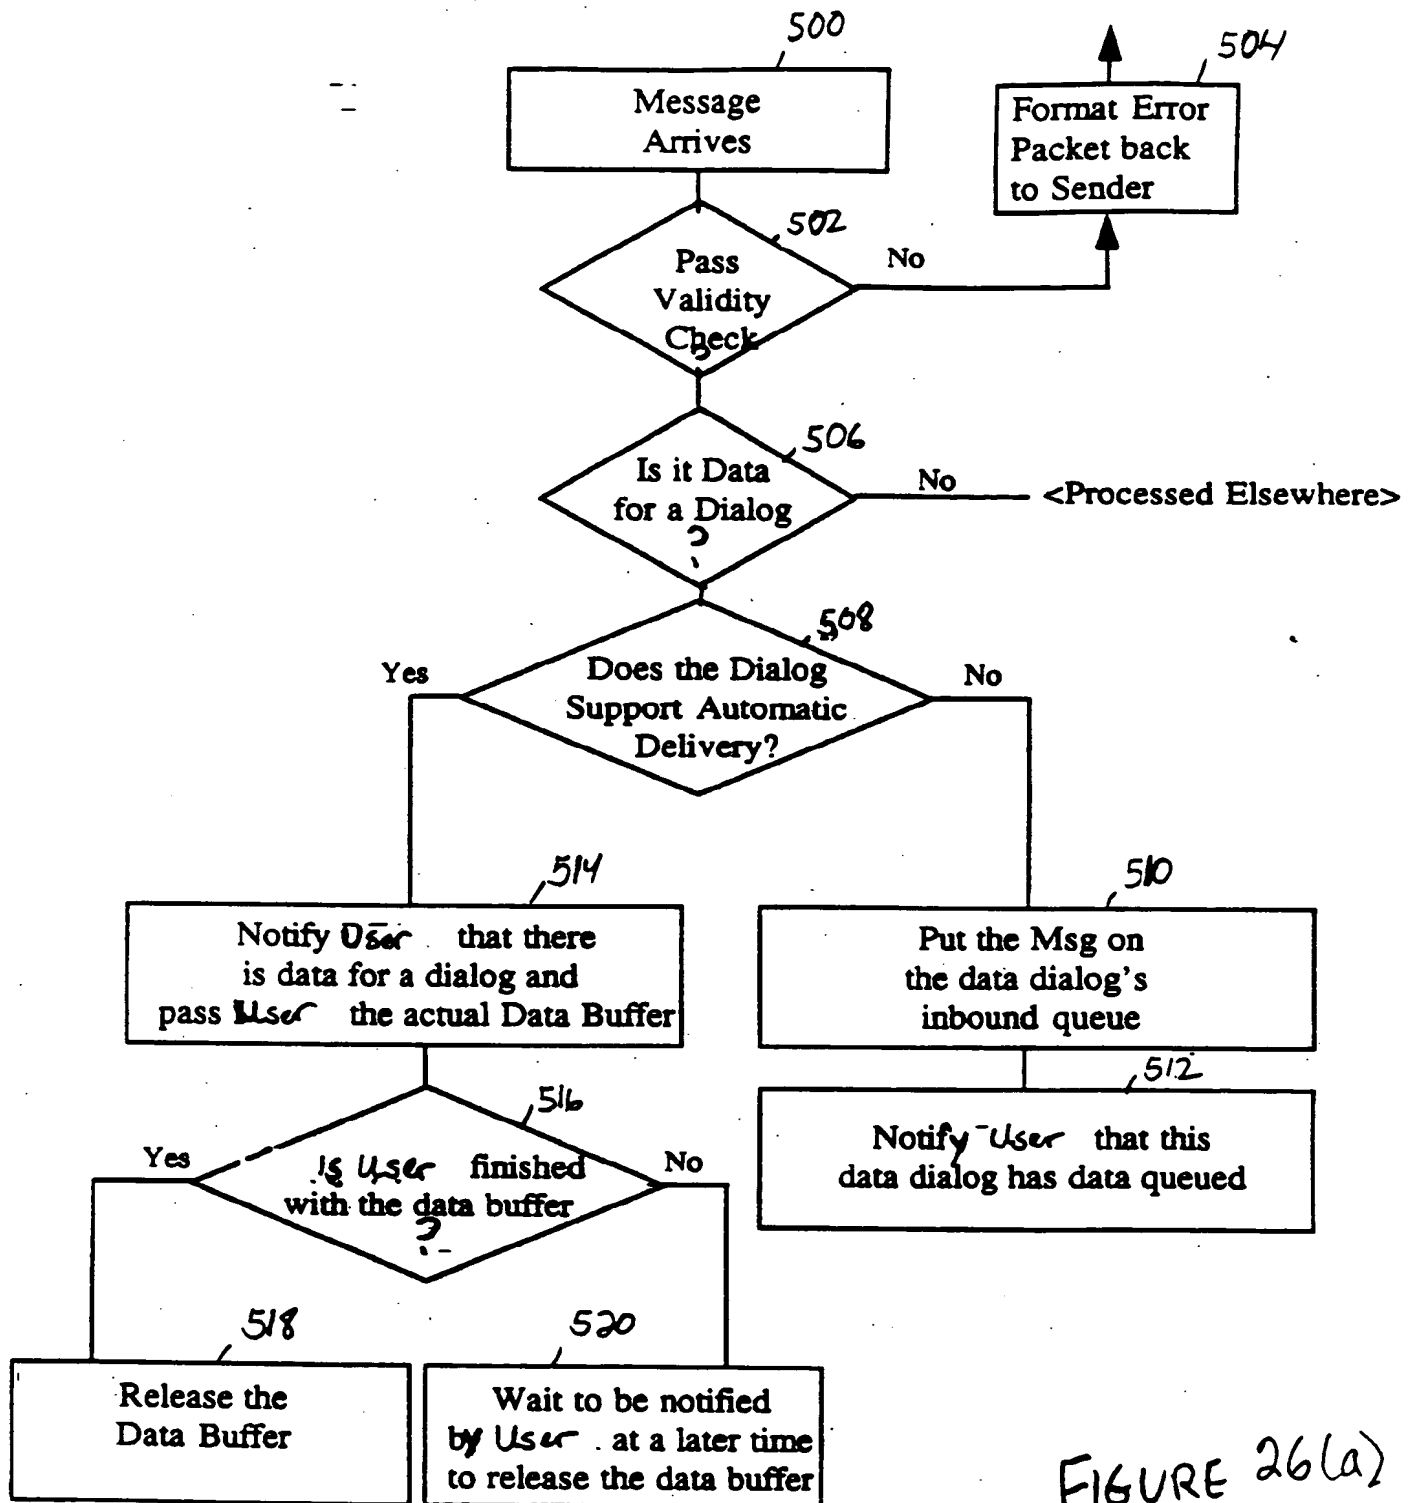 500
Message
Arrives
504
Format Error
Packet back
to Sender
502
Pass
Validity
Check
?
No
506
Is it Data
for a Dialog
?
No
<Processed Elsewhere>
508
Does the Dialog
Support Automatic
Delivery?
Yes
No
514
Notify User that there
is data for a dialog and
pass User the actual Data Buffer
510
Put the Msg on
the data dialog's
inbound queue
512
Notify User that this
data dialog has data queued
516
Is User finished
with the data buffer
?
Yes
No
518
Release the
Data Buffer
520
Wait to be notified
by User . at a later time
to release the data buffer
FIGURE 26(a)